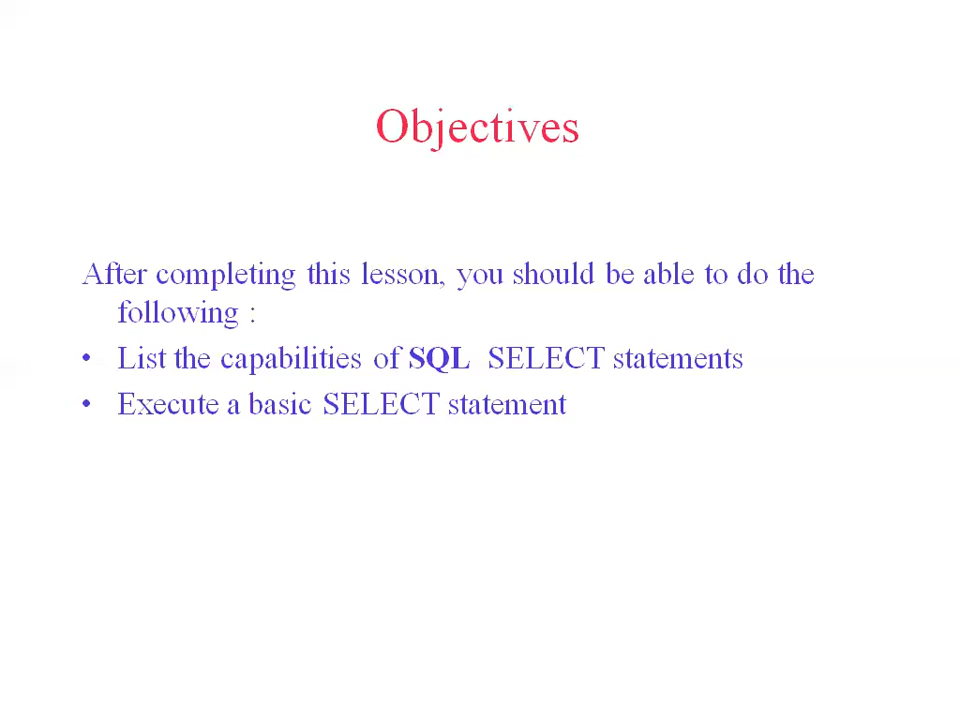 Objectives
After completing this lesson, you should be able to do the
following :
• List the capabilities of SQL SELECT statements
• Execute a basic SELECT statement